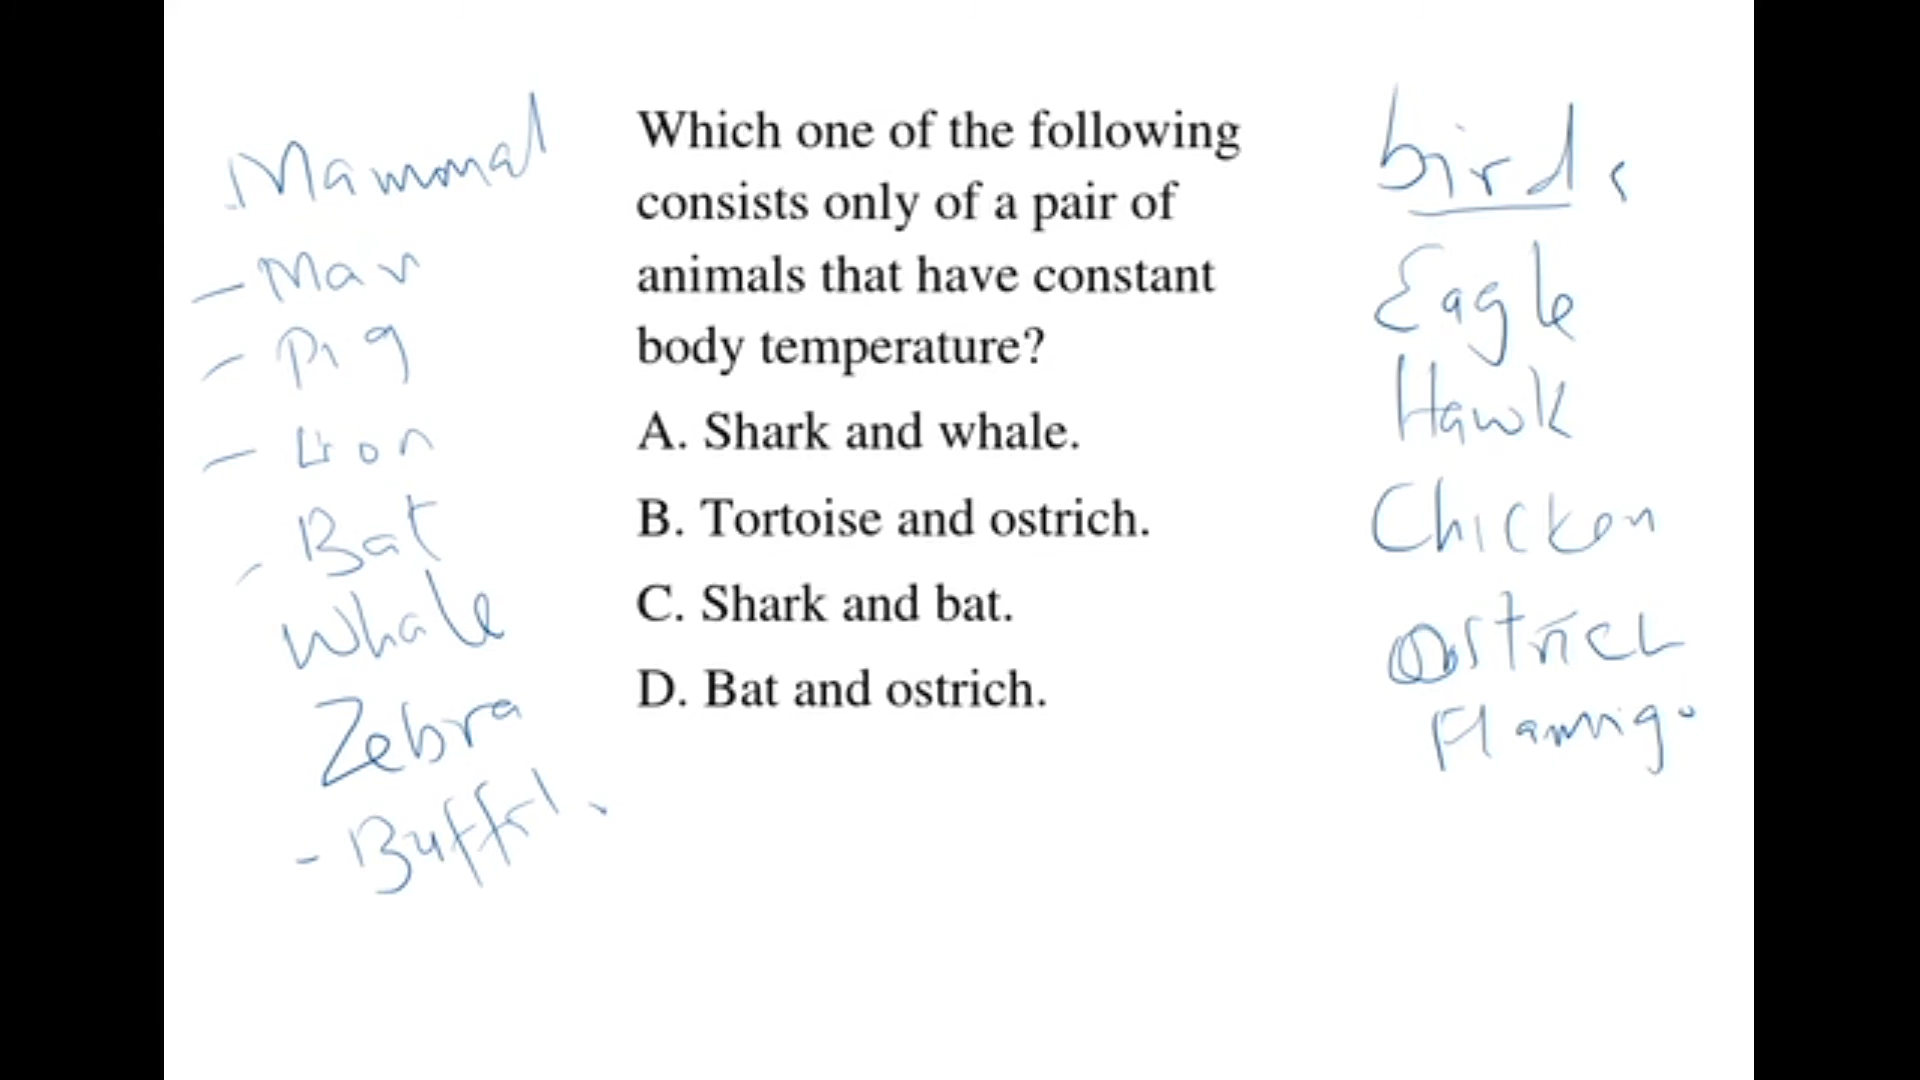 Mammal
- Man
- Pig
- Lion
- Bat
Whale
Zebra
Which one of the following
consists only of a pair of
animals that have constant
body temperature?
A. Shark and whale.
B. Tortoise and ostrich.
C. Shark and bat.
D. Bat and ostrich.
birds
Eagle
Hawk
Chicken
Ostrich